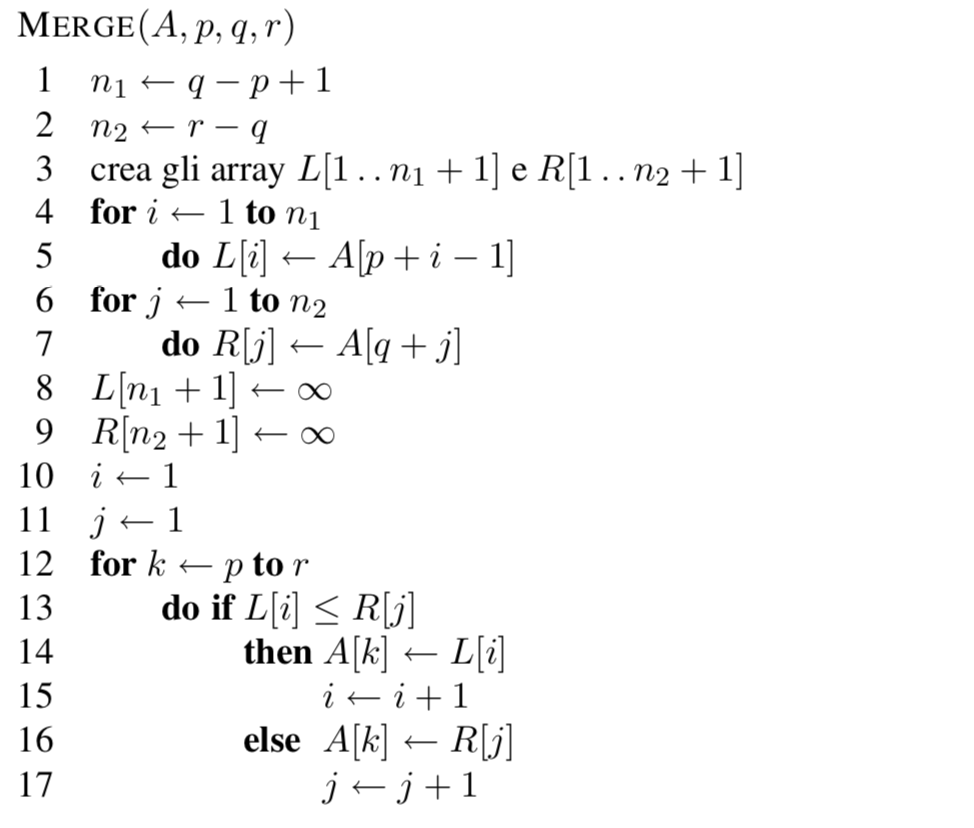 MERGE(A, p, q, r)
1 n₁ ← q − p + 1
2 n₂ ← r − q
3 crea gli array L[1 . . n₁ + 1] e R[1 . . n₂ + 1]
4 for i ← 1 to n₁
5 do L[i] ← A[p + i − 1]
6 for j ← 1 to n₂
7 do R[j] ← A[q + j]
8 L[n₁ + 1] ← ∞
9 R[n₂ + 1] ← ∞
10 i ← 1
11 j ← 1
12 for k ← p to r
13 do if L[i] ≤ R[j]
14 then A[k] ← L[i]
15 i ← i + 1
16 else A[k] ← R[j]
17 j ← j + 1